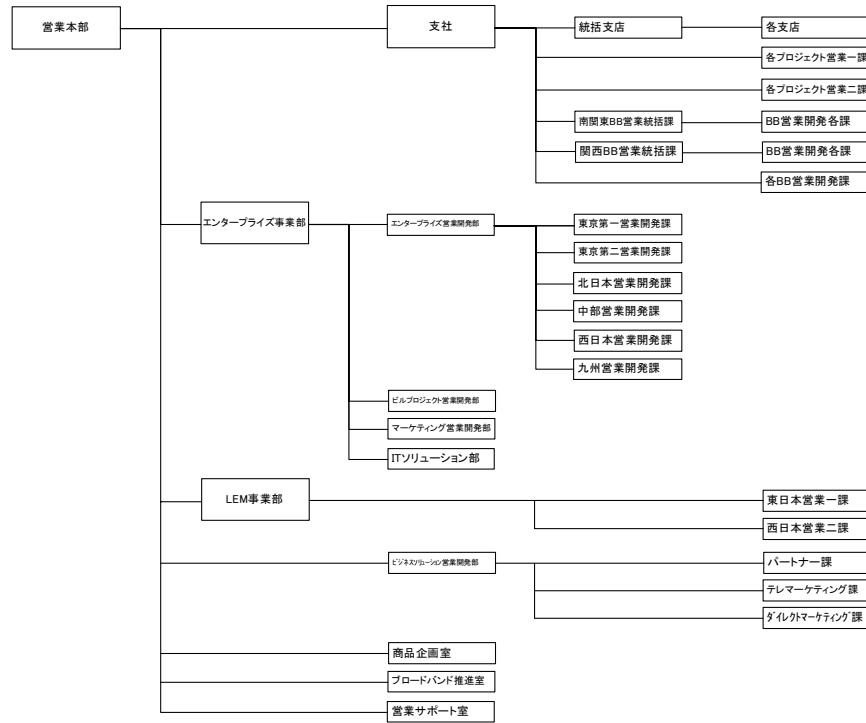 営業本部
支社
統括支店
各支店
各プロジェクト営業一課
各プロジェクト営業二課
南関東BB営業統括課
BB営業開発各課
関西BB営業統括課
BB営業開発各課
各BB営業開発課
エンタープライズ事業部
エンタープライズ営業開発部
東京第一営業開発課
東京第二営業開発課
北日本営業開発課
中部営業開発課
西日本営業開発課
九州営業開発課
ビルプロジェクト営業開発部
マーケティング営業開発部
ITソリューション部
LEM事業部
東日本営業一課
西日本営業二課
ビジネスソリューション営業開発部
パートナー課
テレマーケティング課
ダイレクトマーケティング課
商品企画室
ブロードバンド推進室
営業サポート室